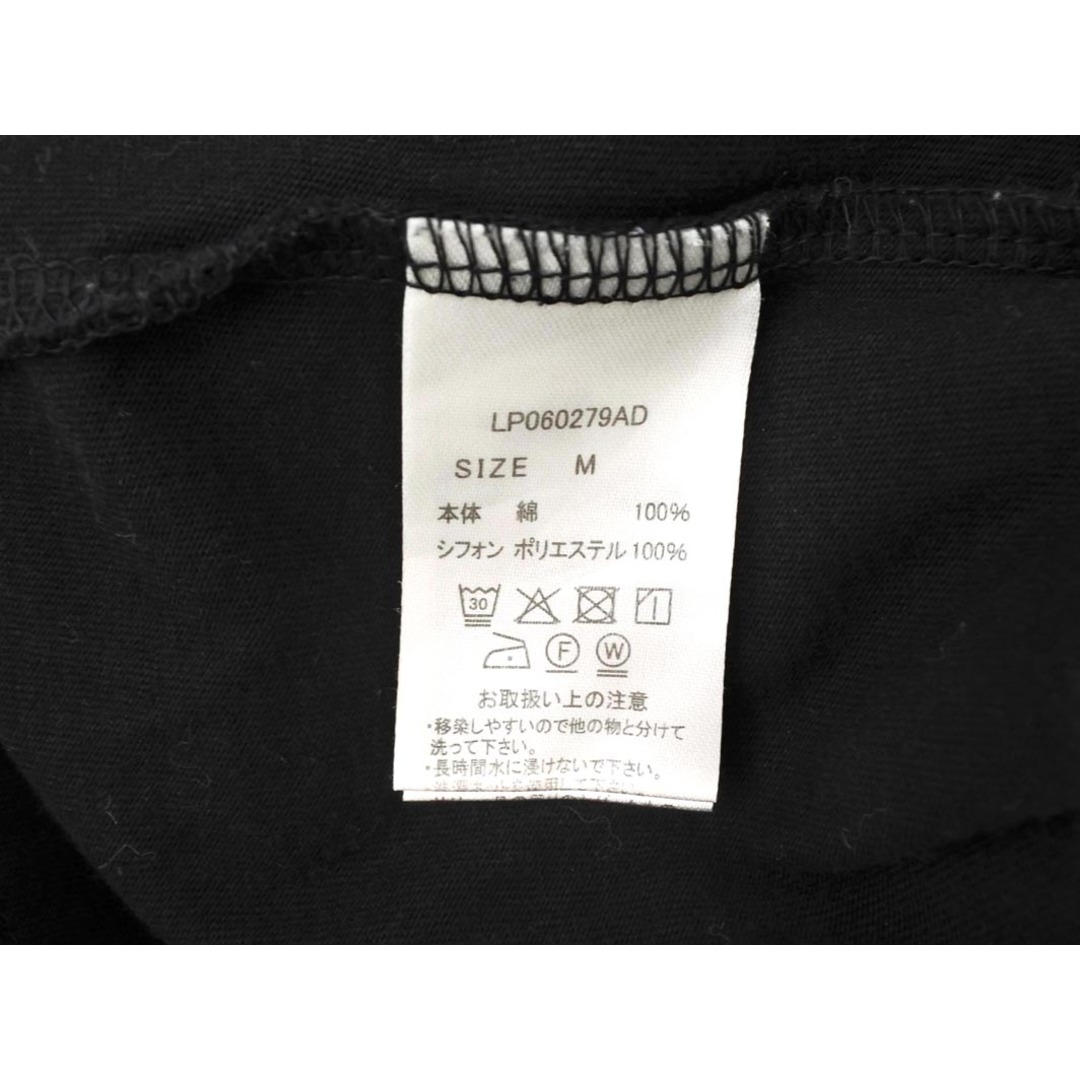 LP060279AD
SIZE M
本体 綿 100%
シフォン ポリエステル 100%
30
F W
お取扱い上の注意
・移染しやすいので他の物と分けて
洗って下さい。
・長時間水に浸けないで下さい。